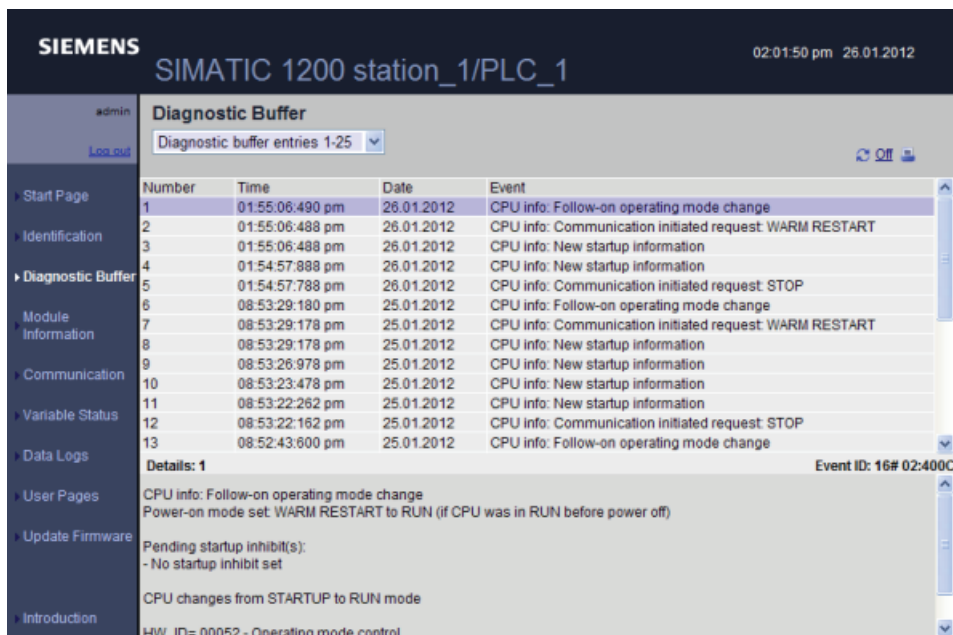 SIEMENS
SIMATIC 1200 station_1/PLC_1
02:01:50 pm 26.01.2012
admin
Log out
Start Page
Identification
Diagnostic Buffer
Module
Information
Communication
Variable Status
Data Logs
User Pages
Update Firmware
Introduction
Diagnostic Buffer
Diagnostic buffer entries 1-25
Off
Number Time Date Event
1 01:55:06:490 pm 26.01.2012 CPU info: Follow-on operating mode change
2 01:55:06:488 pm 26.01.2012 CPU info: Communication initiated request: WARM RESTART
3 01:55:06:488 pm 26.01.2012 CPU info: New startup information
4 01:54:57:888 pm 26.01.2012 CPU info: New startup information
5 01:54:57:788 pm 26.01.2012 CPU info: Communication initiated request: STOP
6 08:53:29:180 pm 25.01.2012 CPU info: Follow-on operating mode change
7 08:53:29:178 pm 25.01.2012 CPU info: Communication initiated request: WARM RESTART
8 08:53:29:178 pm 25.01.2012 CPU info: New startup information
9 08:53:26:978 pm 25.01.2012 CPU info: New startup information
10 08:53:23:478 pm 25.01.2012 CPU info: New startup information
11 08:53:22:262 pm 25.01.2012 CPU info: New startup information
12 08:53:22:162 pm 25.01.2012 CPU info: Communication initiated request: STOP
13 08:52:43:600 pm 25.01.2012 CPU info: Follow-on operating mode change
Details: 1 Event ID: 16# 02:400C
CPU info: Follow-on operating mode change
Power-on mode set: WARM RESTART to RUN (if CPU was in RUN before power off)
Pending startup inhibit(s):
- No startup inhibit set
CPU changes from STARTUP to RUN mode
HW_ID= 00052 - Operating mode control